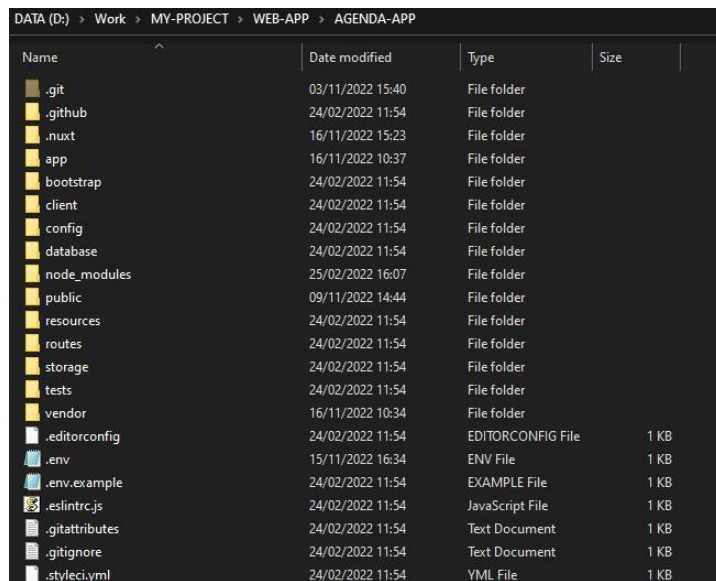 DATA (D:) > Work > MY-PROJECT > WEB-APP > AGENDA-APP
Name Date modified Type Size
.git 03/11/2022 15:40 File folder
.github 24/02/2022 11:54 File folder
.nuxt 16/11/2022 15:23 File folder
app 16/11/2022 10:37 File folder
bootstrap 24/02/2022 11:54 File folder
client 24/02/2022 11:54 File folder
config 24/02/2022 11:54 File folder
database 24/02/2022 11:54 File folder
node_modules 25/02/2022 16:07 File folder
public 09/11/2022 14:44 File folder
resources 24/02/2022 11:54 File folder
routes 24/02/2022 11:54 File folder
storage 24/02/2022 11:54 File folder
tests 24/02/2022 11:54 File folder
vendor 16/11/2022 10:34 File folder
.editorconfig 24/02/2022 11:54 EDITORCONFIG File 1 KB
.env 15/11/2022 16:34 ENV File 1 KB
.env.example 24/02/2022 11:54 EXAMPLE File 1 KB
.eslintrc.js 24/02/2022 11:54 JavaScript File 1 KB
.gitattributes 24/02/2022 11:54 Text Document 1 KB
.gitignore 24/02/2022 11:54 Text Document 1 KB
.styleci.yml 24/02/2022 11:54 YML File 1 KB